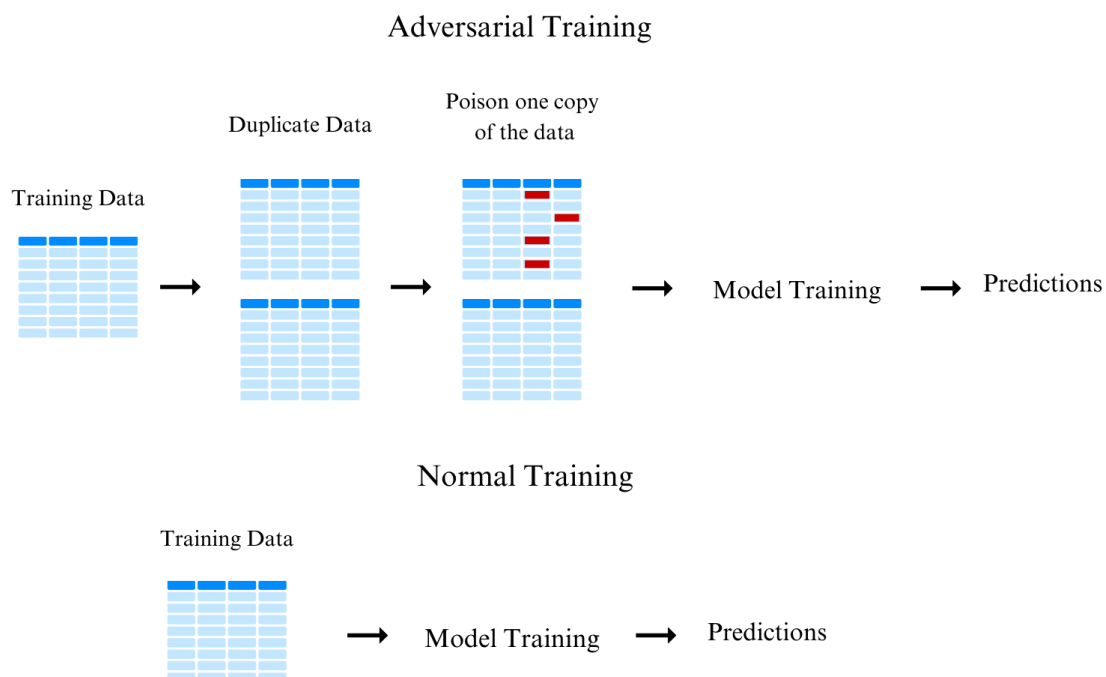 Adversarial Training
Poison one copy
of the data
Duplicate Data
Training Data
Model Training
Predictions
Normal Training
Training Data
Model Training
Predictions